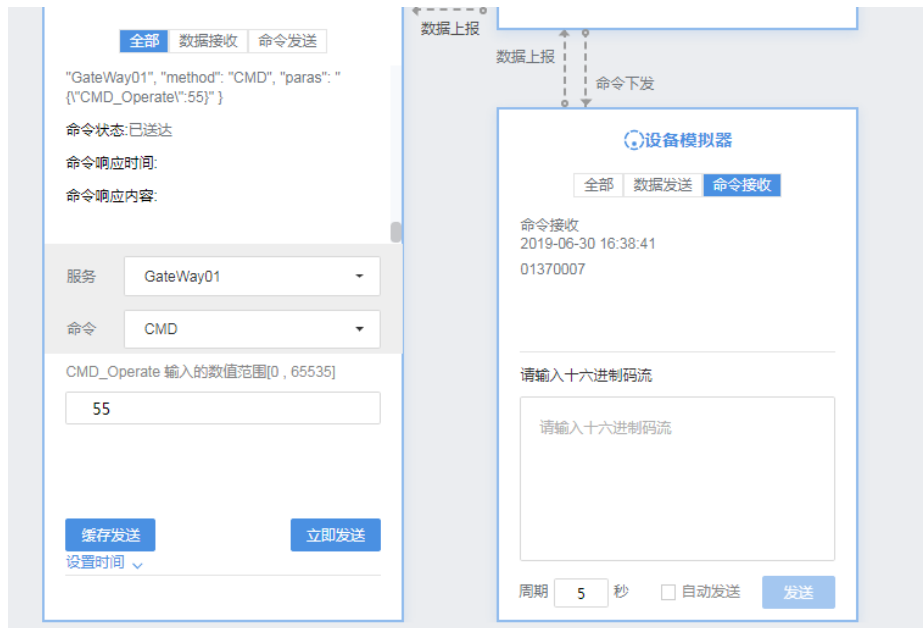 全部 数据接收 命令发送
"GateWay01", "method": "CMD", "paras": "
{\"CMD_Operate\":55}" }
命令状态:已送达
命令响应时间:
命令响应内容:
服务 GateWay01
命令 CMD
CMD_Operate 输入的数值范围[0 , 65535]
55
缓存发送 立即发送
设置时间
数据上报
数据上报
命令下发
设备模拟器
全部 数据发送 命令接收
命令接收
2019-06-30 16:38:41
01370007
请输入十六进制码流
请输入十六进制码流
周期 5 秒 自动发送 发送